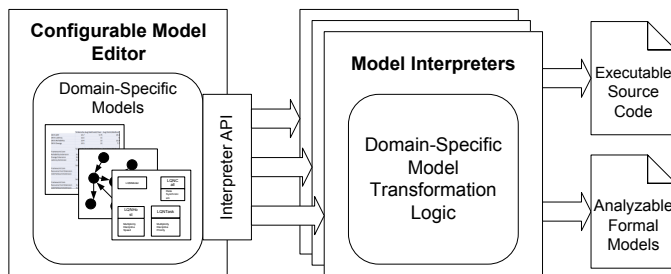 Configurable Model
Editor
Domain-Specific
Models
Interpreter API
Model Interpreters
Domain-Specific
Model
Transformation
Logic
Executable
Source
Code
Analyzable
Formal
Models